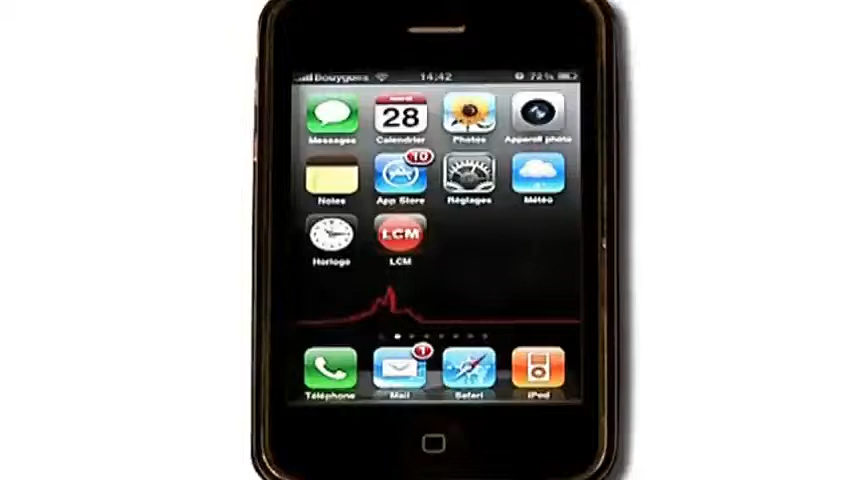 Bouygues 14:42 72%
28
Messages Calendrier Photos Appareil photo
10
Notes App Store Réglages Météo
LCM
Horloge LCM
1
Téléphone Mail Safari iPod